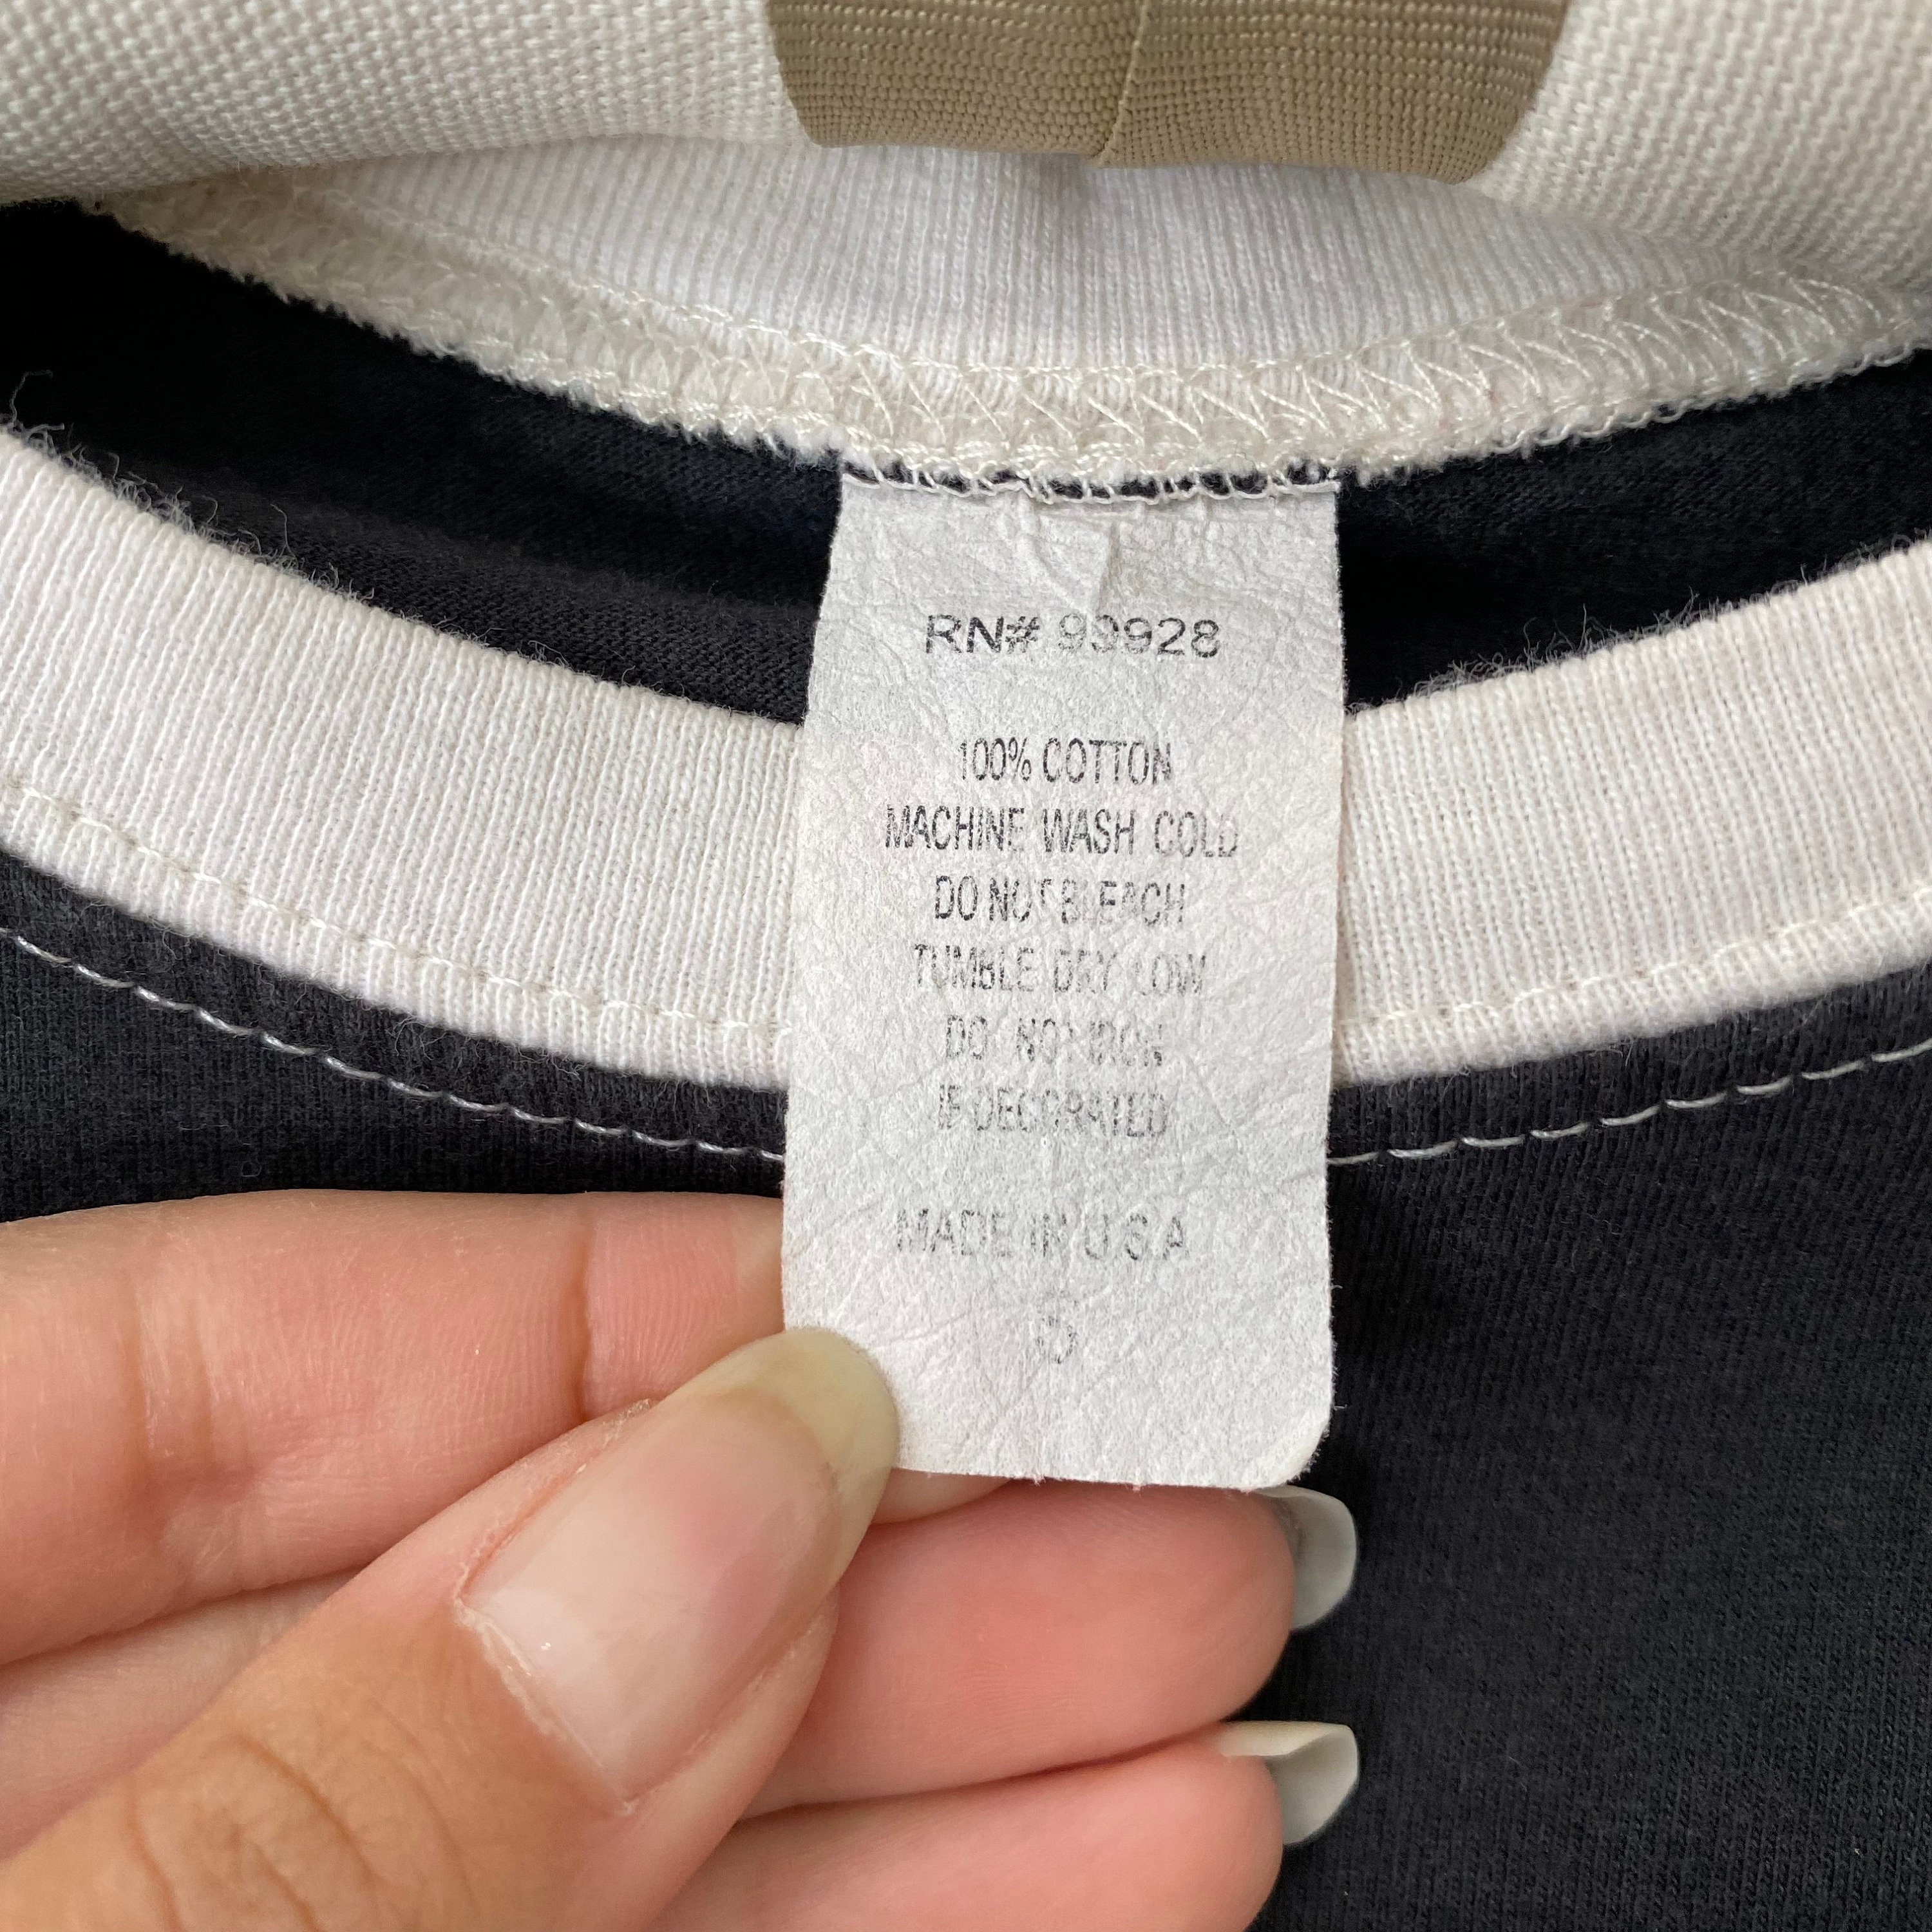 RN# 99928
100% COTTON
MACHINE WASH COLD
DO NOT BLEACH
TUMBLE DRY LOW
DO NOT IRON
IF DECORATED
MADE IN U.S.A